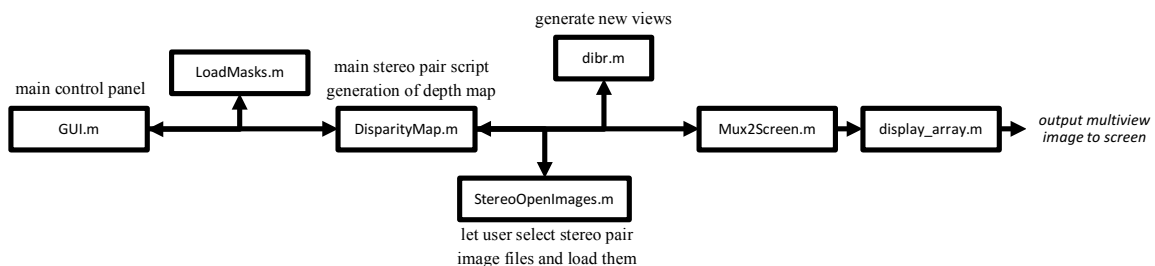 generate new views
LoadMasks.m
dibr.m
main control panel
main stereo pair script
generation of depth map
GUI.m
DisparityMap.m
Mux2Screen.m
display_array.m
output multiview
image to screen
StereoOpenImages.m
let user select stereo pair
image files and load them